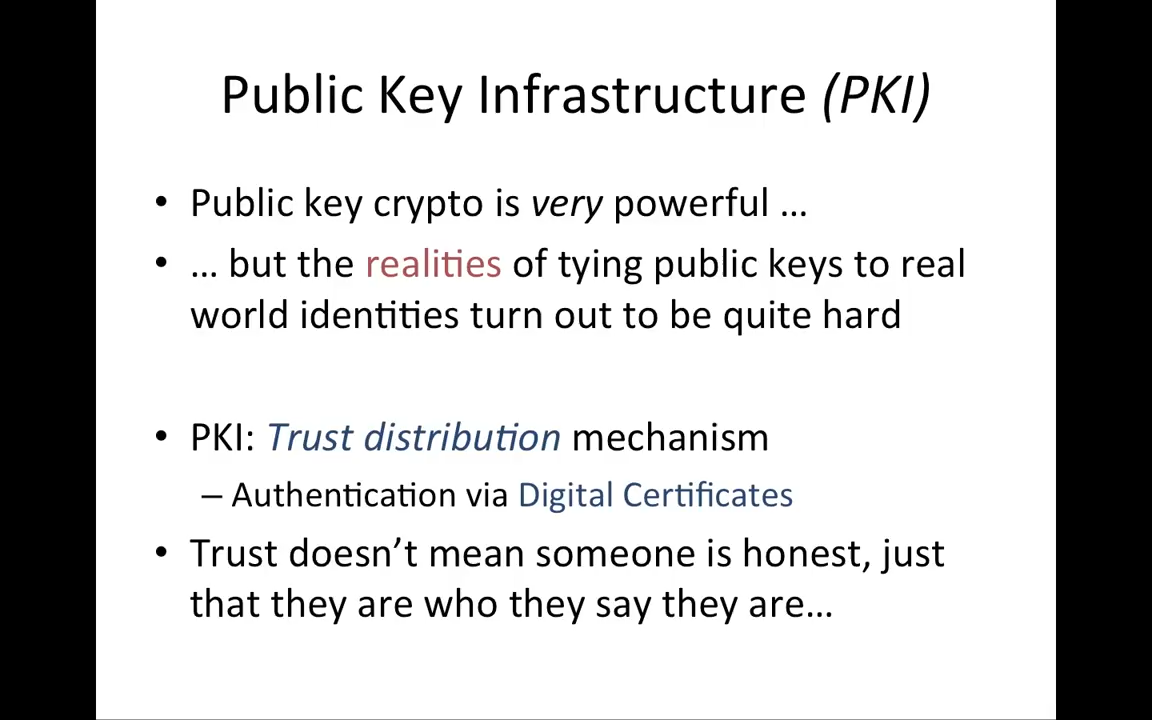 Public Key Infrastructure (PKI)
• Public key crypto is very powerful …
• … but the realities of tying public keys to real
world identities turn out to be quite hard
• PKI: Trust distribution mechanism
– Authentication via Digital Certificates
• Trust doesn’t mean someone is honest, just
that they are who they say they are…